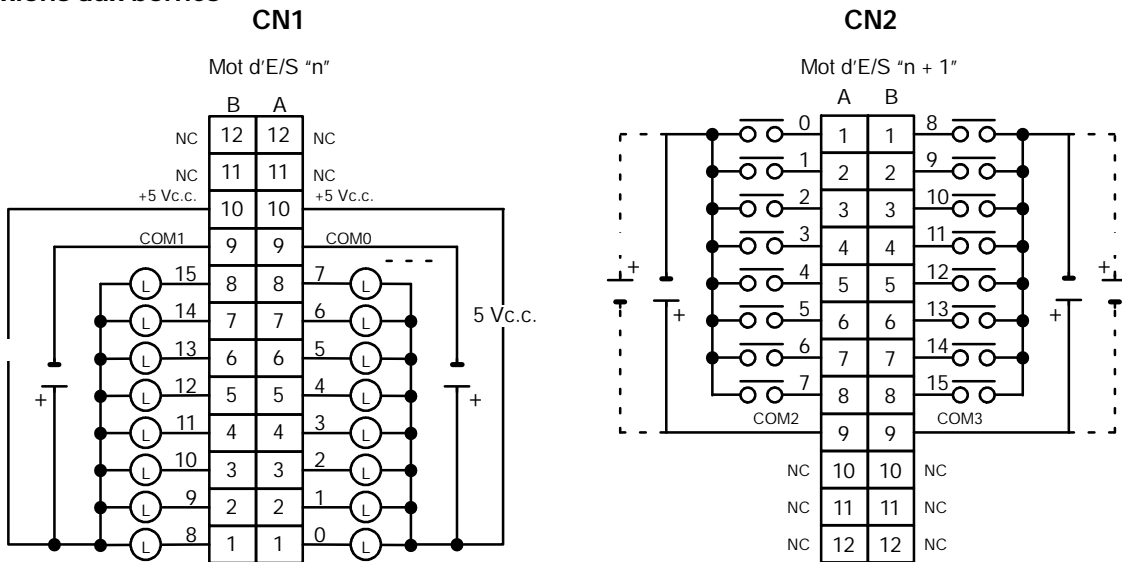 aux bornes
CN1
Mot d'E/S "n"
B A
NC 12 12 NC
NC 11 11 NC
+5 Vc.c. 10 10 +5 Vc.c.
COM1 9 9 COM0
L 15 8 8 7 L
L 14 7 7 6 L
5 Vc.c.
L 13 6 6 5 L
+ L 12 5 5 4 L +
L 11 4 4 3 L
L 10 3 3 2 L
L 9 2 2 1 L
L 8 1 1 0 L
CN2
Mot d'E/S "n + 1"
A B
0 1 1 8
1 2 2 9
2 3 3 10
3 4 4 11
+ 4 5 5 12 +
+ 5 6 6 13 +
6 7 7 14
7 8 8 15
COM2 9 9 COM3
NC 10 10 NC
NC 11 11 NC
NC 12 12 NC